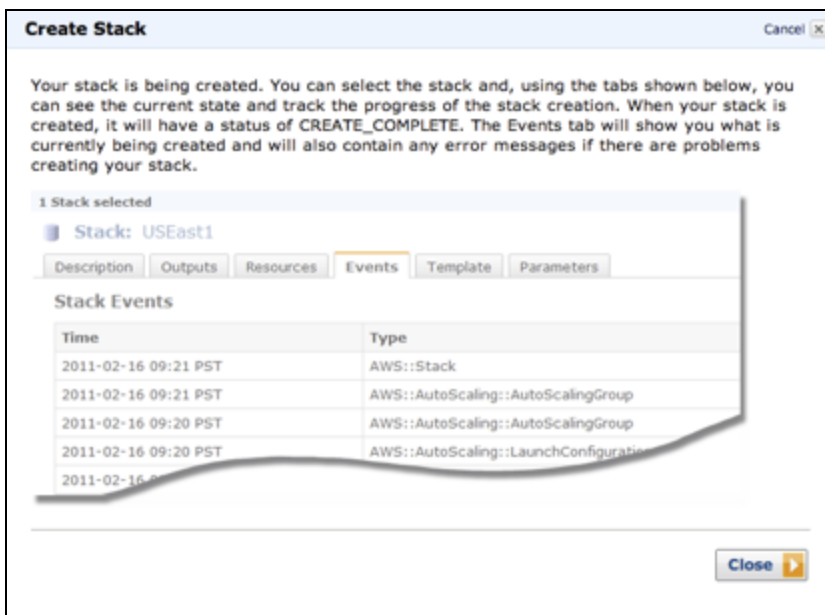 Create Stack
Cancel
Your stack is being created. You can select the stack and, using the tabs shown below, you
can see the current state and track the progress of the stack creation. When your stack is
created, it will have a status of CREATE_COMPLETE. The Events tab will show you what is
currently being created and will also contain any error messages if there are problems
creating your stack.
1 Stack selected
Stack: USEast1
Description Outputs Resources Events Template Parameters
Stack Events
Time Type
2011-02-16 09:21 PST AWS::Stack
2011-02-16 09:21 PST AWS::AutoScaling::AutoScalingGroup
2011-02-16 09:20 PST AWS::AutoScaling::AutoScalingGroup
2011-02-16 09:20 PST AWS::AutoScaling::LaunchConfiguration
2011-02-16
Close